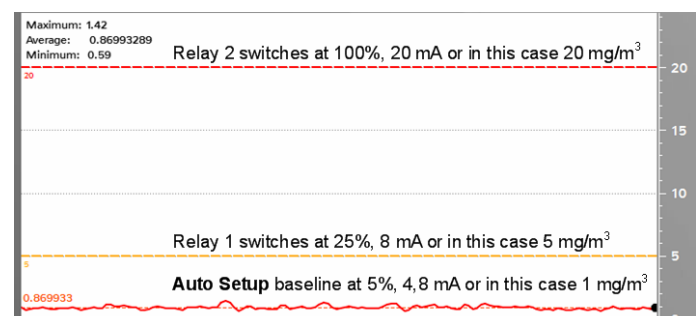 Maximum: 1.42
Average: 0.86993289
Minimum: 0.59
Relay 2 switches at 100%, 20 mA or in this case 20 mg/m³
20
20
15
10
Relay 1 switches at 25%, 8 mA or in this case 5 mg/m³
5
5
Auto Setup baseline at 5%, 4,8 mA or in this case 1 mg/m³
0.869933